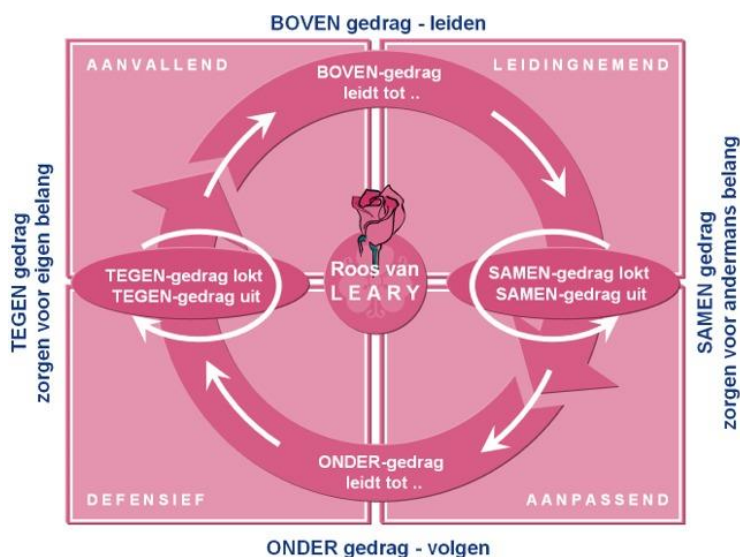 BOVEN gedrag - leiden
AANVALLEND
LEIDINGNEMEND
BOVEN-gedrag
leidt tot ..
TEGEN gedrag
zorgen voor eigen belang
TEGEN-gedrag lokt
TEGEN-gedrag uit
Roos van
LEARY
SAMEN-gedrag lokt
SAMEN-gedrag uit
SAMEN gedrag
zorgen voor andermans belang
ONDER-gedrag
leidt tot ..
DEFENSIEF
AANPASSEND
ONDER gedrag - volgen